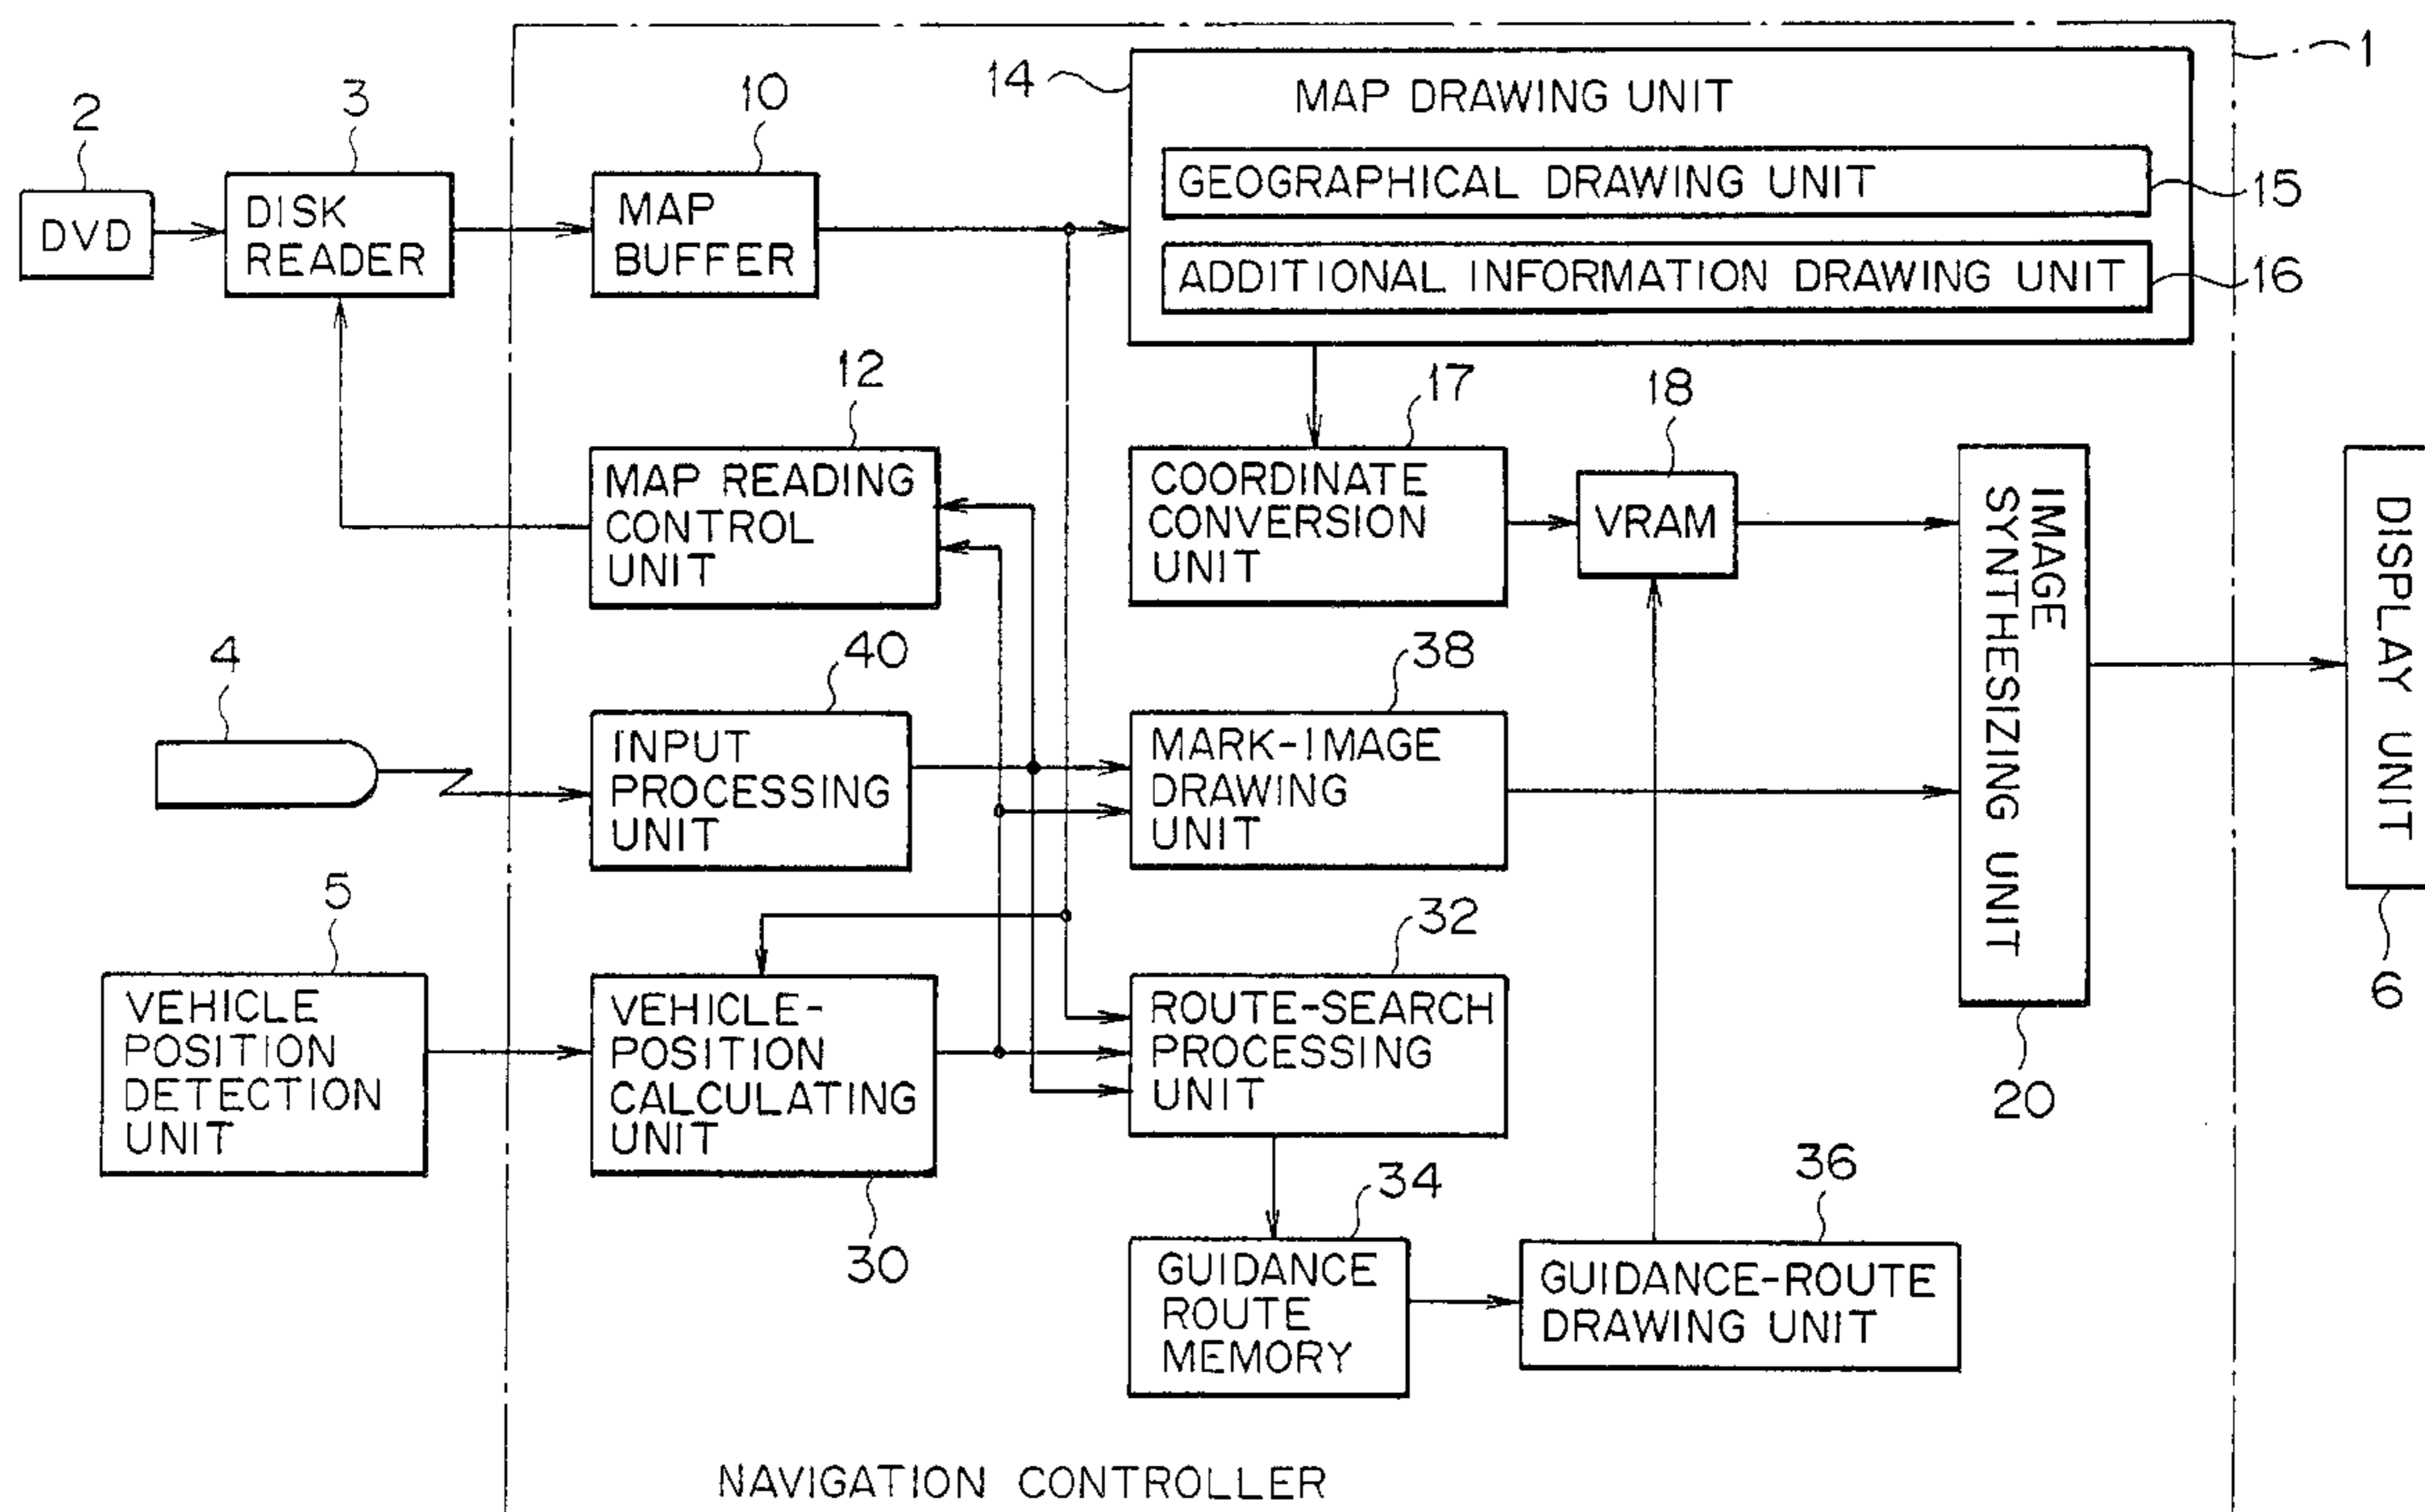 1
14
MAP DRAWING UNIT
GEOGRAPHICAL DRAWING UNIT
15
ADDITIONAL INFORMATION DRAWING UNIT
16
2
DVD
3
DISK
READER
10
MAP
BUFFER
12
MAP READING
CONTROL
UNIT
17
COORDINATE
CONVERSION
UNIT
18
VRAM
IMAGE
SYNTHESIZING UNIT
20
DISPLAY UNIT
6
4
40
INPUT
PROCESSING
UNIT
38
MARK-IMAGE
DRAWING
UNIT
5
VEHICLE
POSITION
DETECTION
UNIT
VEHICLE-
POSITION
CALCULATING
UNIT
30
32
ROUTE-SEARCH
PROCESSING
UNIT
34
GUIDANCE
ROUTE
MEMORY
36
GUIDANCE-ROUTE
DRAWING UNIT
NAVIGATION CONTROLLER